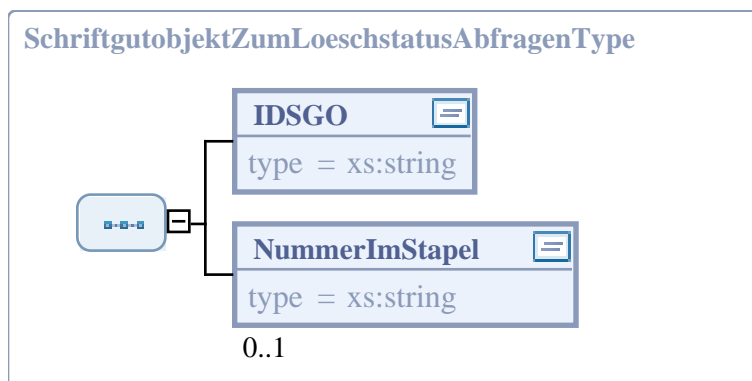 SchriftgutobjektZumLoeschstatusAbfragenType
IDSGO
type = xs:string
NummerImStapel
type = xs:string
0..1